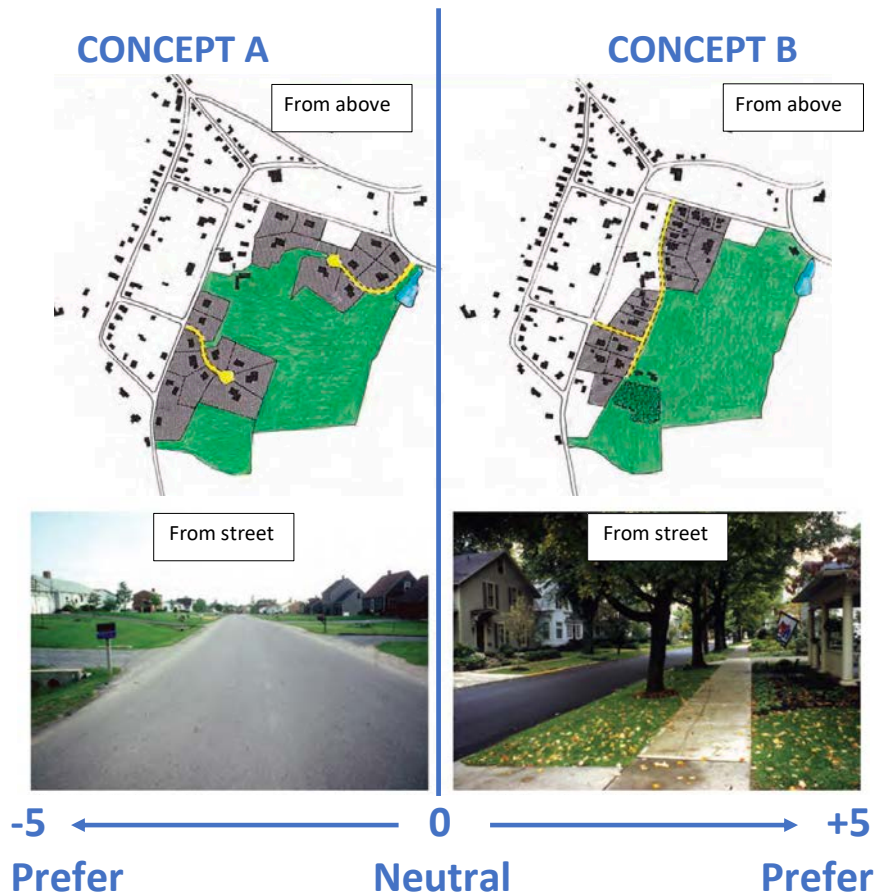 CONCEPT A
CONCEPT B
From above
From above
From street
From street
-5
0
+5
Prefer
Neutral
Prefer